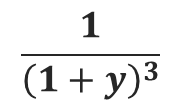 1
(1 + y)³